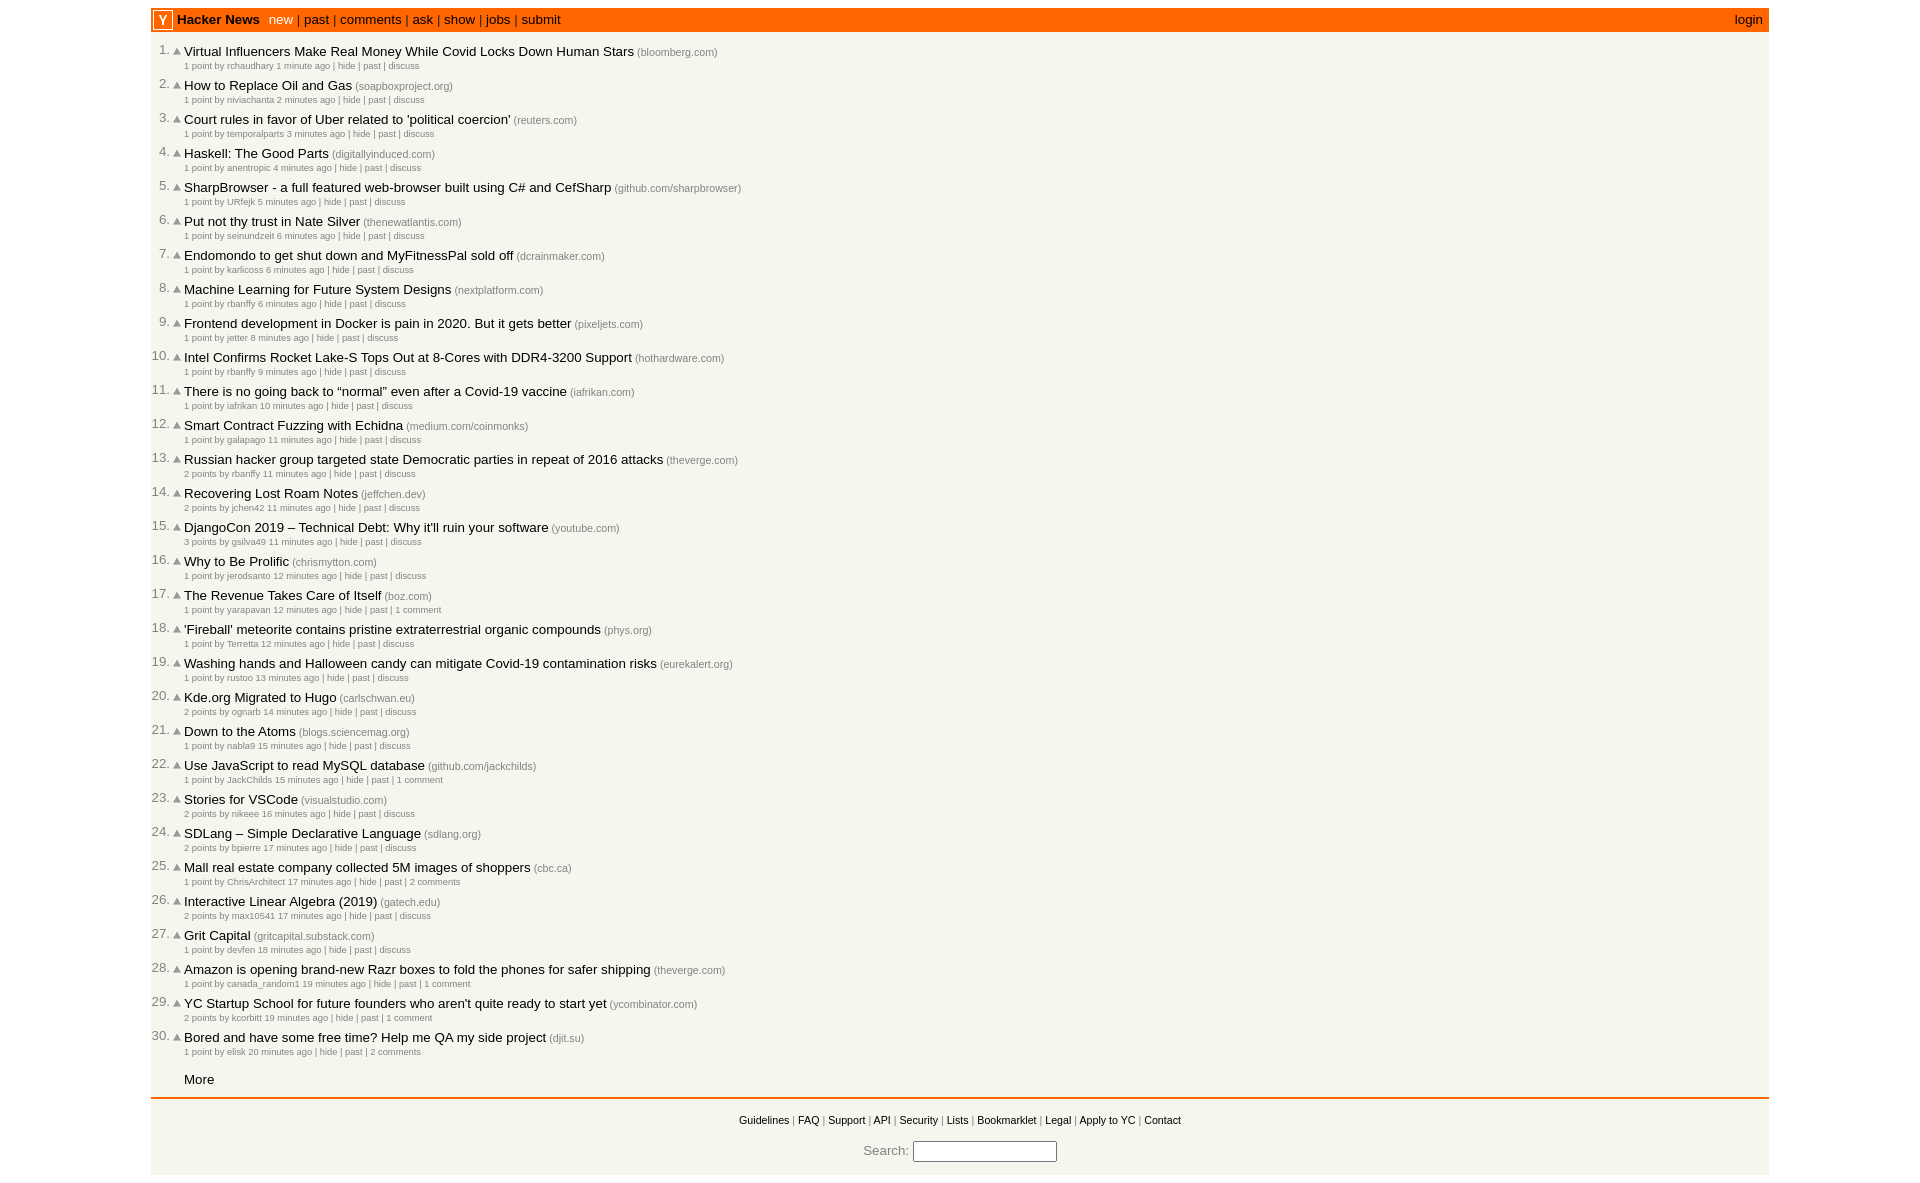 Y Hacker News new | past | comments | ask | show | jobs | submit login
1. Virtual Influencers Make Real Money While Covid Locks Down Human Stars (bloomberg.com)
1 point by rchaudhary 1 minute ago | hide | past | discuss
2. How to Replace Oil and Gas (soapboxproject.org)
1 point by niviachanta 2 minutes ago | hide | past | discuss
3. Court rules in favor of Uber related to 'political coercion' (reuters.com)
1 point by temporalparts 3 minutes ago | hide | past | discuss
4. Haskell: The Good Parts (digitallyinduced.com)
1 point by anentropic 4 minutes ago | hide | past | discuss
5. SharpBrowser - a full featured web-browser built using C# and CefSharp (github.com/sharpbrowser)
1 point by URfejk 5 minutes ago | hide | past | discuss
6. Put not thy trust in Nate Silver (thenewatlantis.com)
1 point by seinundzeit 6 minutes ago | hide | past | discuss
7. Endomondo to get shut down and MyFitnessPal sold off (dcrainmaker.com)
1 point by karlicoss 6 minutes ago | hide | past | discuss
8. Machine Learning for Future System Designs (nextplatform.com)
1 point by rbanffy 6 minutes ago | hide | past | discuss
9. Frontend development in Docker is pain in 2020. But it gets better (pixeljets.com)
1 point by jetter 8 minutes ago | hide | past | discuss
10. Intel Confirms Rocket Lake-S Tops Out at 8-Cores with DDR4-3200 Support (hothardware.com)
1 point by rbanffy 9 minutes ago | hide | past | discuss
11. There is no going back to “normal” even after a Covid-19 vaccine (iafrikan.com)
1 point by iafrikan 10 minutes ago | hide | past | discuss
12. Smart Contract Fuzzing with Echidna (medium.com/coinmonks)
1 point by galapago 11 minutes ago | hide | past | discuss
13. Russian hacker group targeted state Democratic parties in repeat of 2016 attacks (theverge.com)
2 points by rbanffy 11 minutes ago | hide | past | discuss
14. Recovering Lost Roam Notes (jeffchen.dev)
2 points by jchen42 11 minutes ago | hide | past | discuss
15. DjangoCon 2019 – Technical Debt: Why it'll ruin your software (youtube.com)
3 points by gsilva49 11 minutes ago | hide | past | discuss
16. Why to Be Prolific (chrismytton.com)
1 point by jerodsanto 12 minutes ago | hide | past | discuss
17. The Revenue Takes Care of Itself (boz.com)
1 point by yarapavan 12 minutes ago | hide | past | 1 comment
18. 'Fireball' meteorite contains pristine extraterrestrial organic compounds (phys.org)
1 point by Terretta 12 minutes ago | hide | past | discuss
19. Washing hands and Halloween candy can mitigate Covid-19 contamination risks (eurekalert.org)
1 point by rustoo 13 minutes ago | hide | past | discuss
20. Kde.org Migrated to Hugo (carlschwan.eu)
2 points by ognarb 14 minutes ago | hide | past | discuss
21. Down to the Atoms (blogs.sciencemag.org)
1 point by nabla9 15 minutes ago | hide | past | discuss
22. Use JavaScript to read MySQL database (github.com/jackchilds)
1 point by JackChilds 15 minutes ago | hide | past | 1 comment
23. Stories for VSCode (visualstudio.com)
2 points by nikeee 16 minutes ago | hide | past | discuss
24. SDLang – Simple Declarative Language (sdlang.org)
2 points by bpierre 17 minutes ago | hide | past | discuss
25. Mall real estate company collected 5M images of shoppers (cbc.ca)
1 point by ChrisArchitect 17 minutes ago | hide | past | 2 comments
26. Interactive Linear Algebra (2019) (gatech.edu)
2 points by max10541 17 minutes ago | hide | past | discuss
27. Grit Capital (gritcapital.substack.com)
1 point by devfen 18 minutes ago | hide | past | discuss
28. Amazon is opening brand-new Razr boxes to fold the phones for safer shipping (theverge.com)
1 point by canada_random1 19 minutes ago | hide | past | 1 comment
29. YC Startup School for future founders who aren't quite ready to start yet (ycombinator.com)
2 points by kcorbitt 19 minutes ago | hide | past | 1 comment
30. Bored and have some free time? Help me QA my side project (djit.su)
1 point by elisk 20 minutes ago | hide | past | 2 comments
More
Guidelines | FAQ | Support | API | Security | Lists | Bookmarklet | Legal | Apply to YC | Contact
Search: